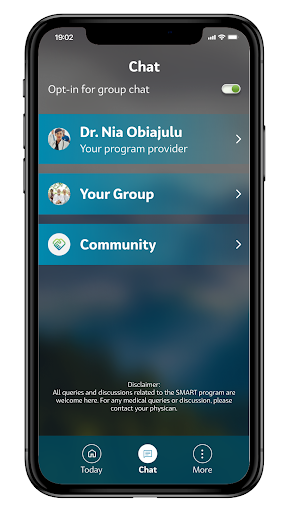 19:02
Chat
Opt-in for group chat
Dr. Nia Obiajulu
Your program provider
Your Group
Community
Disclaimer:
All queries and discussions related to the SMART program are
welcome here. For any medical queries or discussion, please
contact your physican.
Today
Chat
More